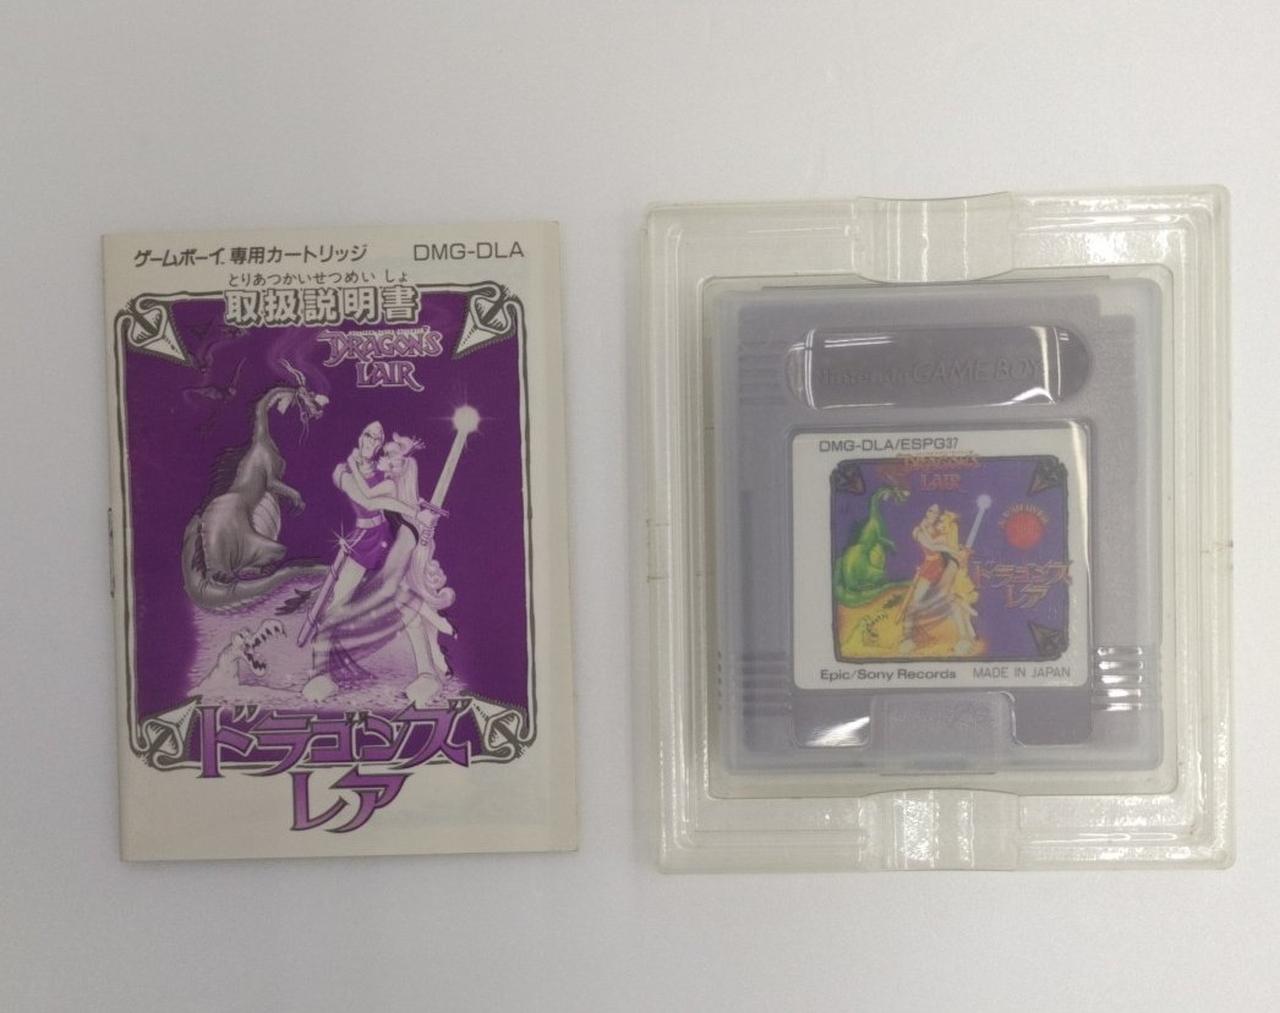 ゲームボーイ専用カートリッジ DMG-DLA
とりあつかいせつめいしょ
取扱説明書
DRAGON'S
LAIR
ドラゴンズ
レア
Nintendo GAME BOY
DMG-DLA/ESPG37
DRAGON'S
LAIR
ドラゴンズ
レア
Epic/Sony Records MADE IN JAPAN